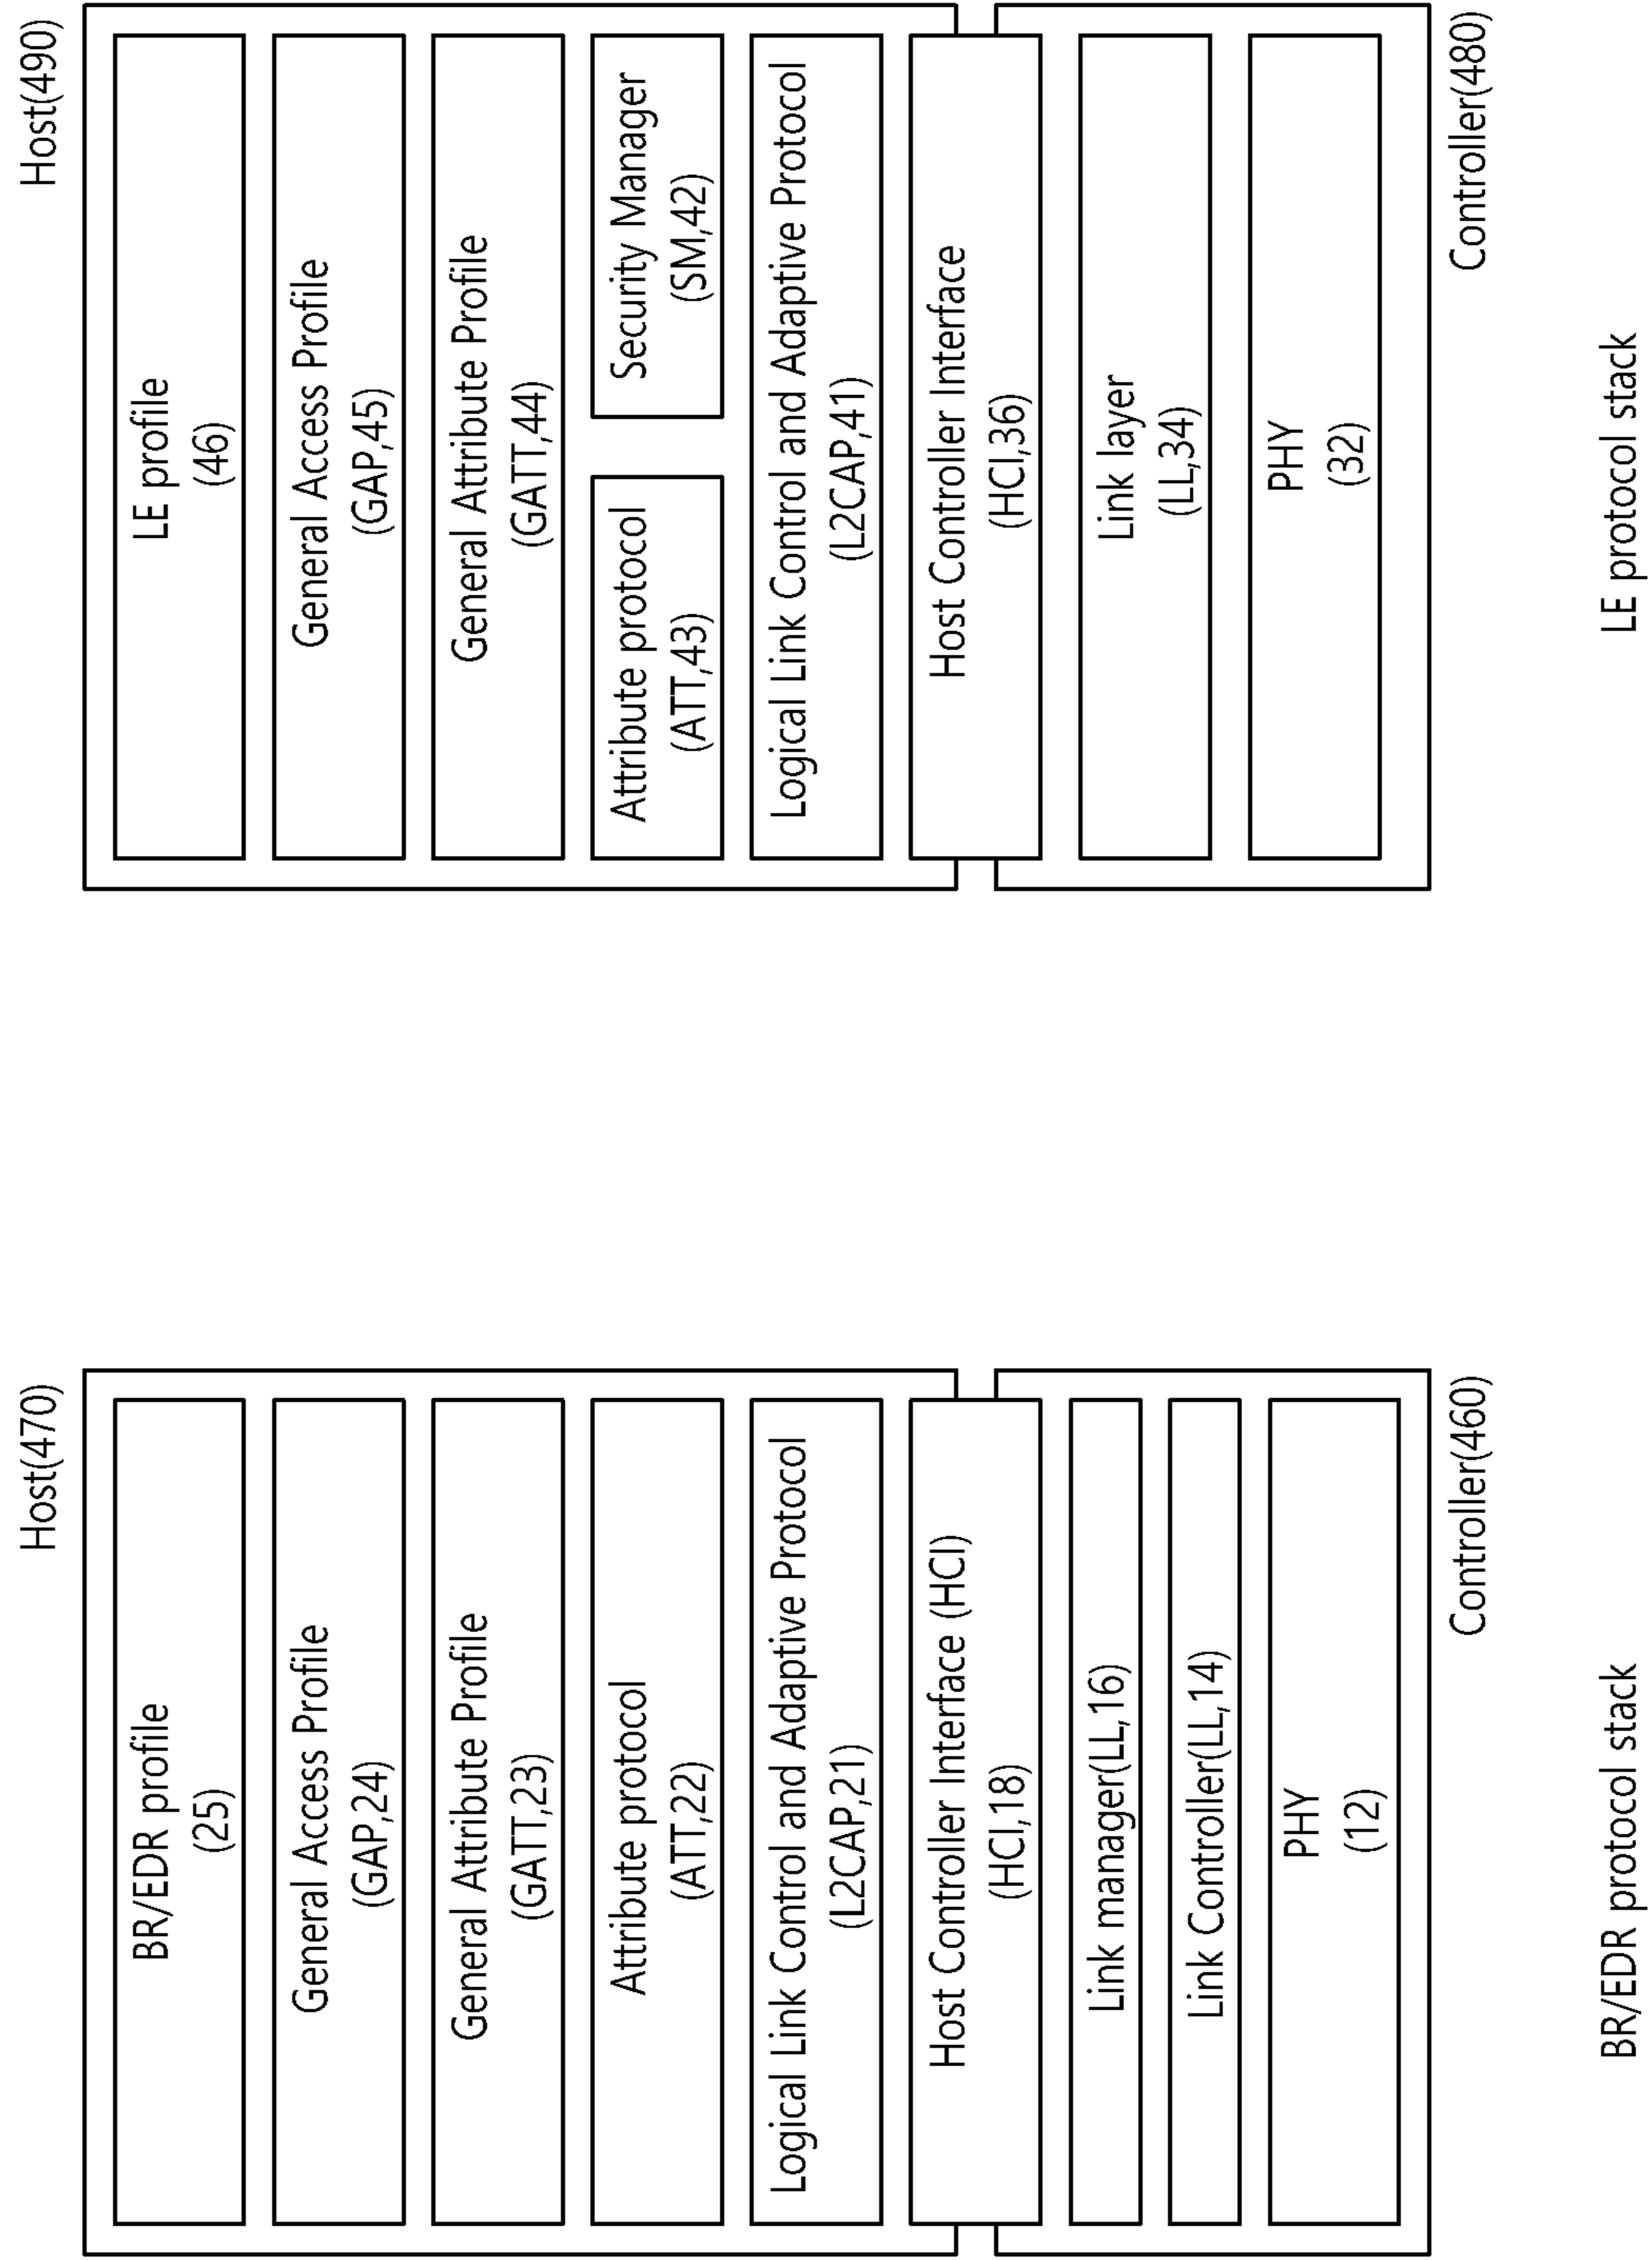 Host(470)
BR/EDR profile
(25)
General Access Profile
(GAP,24)
General Attribute Profile
(GATT,23)
Attribute protocol
(ATT,22)
Logical Link Control and Adaptive Protocol
(L2CAP,21)
Host Controller Interface (HCI)
(HCI,18)
Link manager(LL,16)
Link Controller(LL,14)
PHY
(12)
Controller(460)
BR/EDR protocol stack
Host(490)
LE profile
(46)
General Access Profile
(GAP,45)
General Attribute Profile
(GATT,44)
Attribute protocol
(ATT,43)
Security Manager
(SM,42)
Logical Link Control and Adaptive Protocol
(L2CAP,41)
Host Controller Interface
(HCI,36)
Link layer
(LL,34)
PHY
(32)
Controller(480)
LE protocol stack